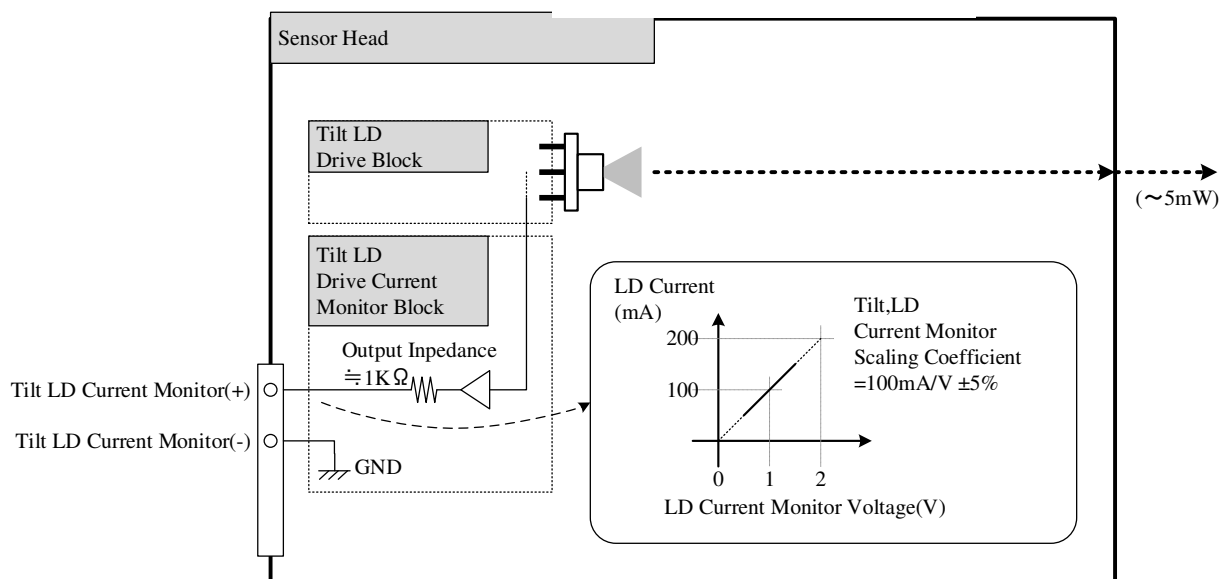 Sensor Head
Tilt LD
Drive Block
(～5mW)
Tilt LD
Drive Current
Monitor Block
Output Inpedance
≒1KΩ
Tilt LD Current Monitor(+)
Tilt LD Current Monitor(-)
GND
LD Current
(mA)
200
100
0
1
2
LD Current Monitor Voltage(V)
Tilt,LD
Current Monitor
Scaling Coefficient
=100mA/V ±5%